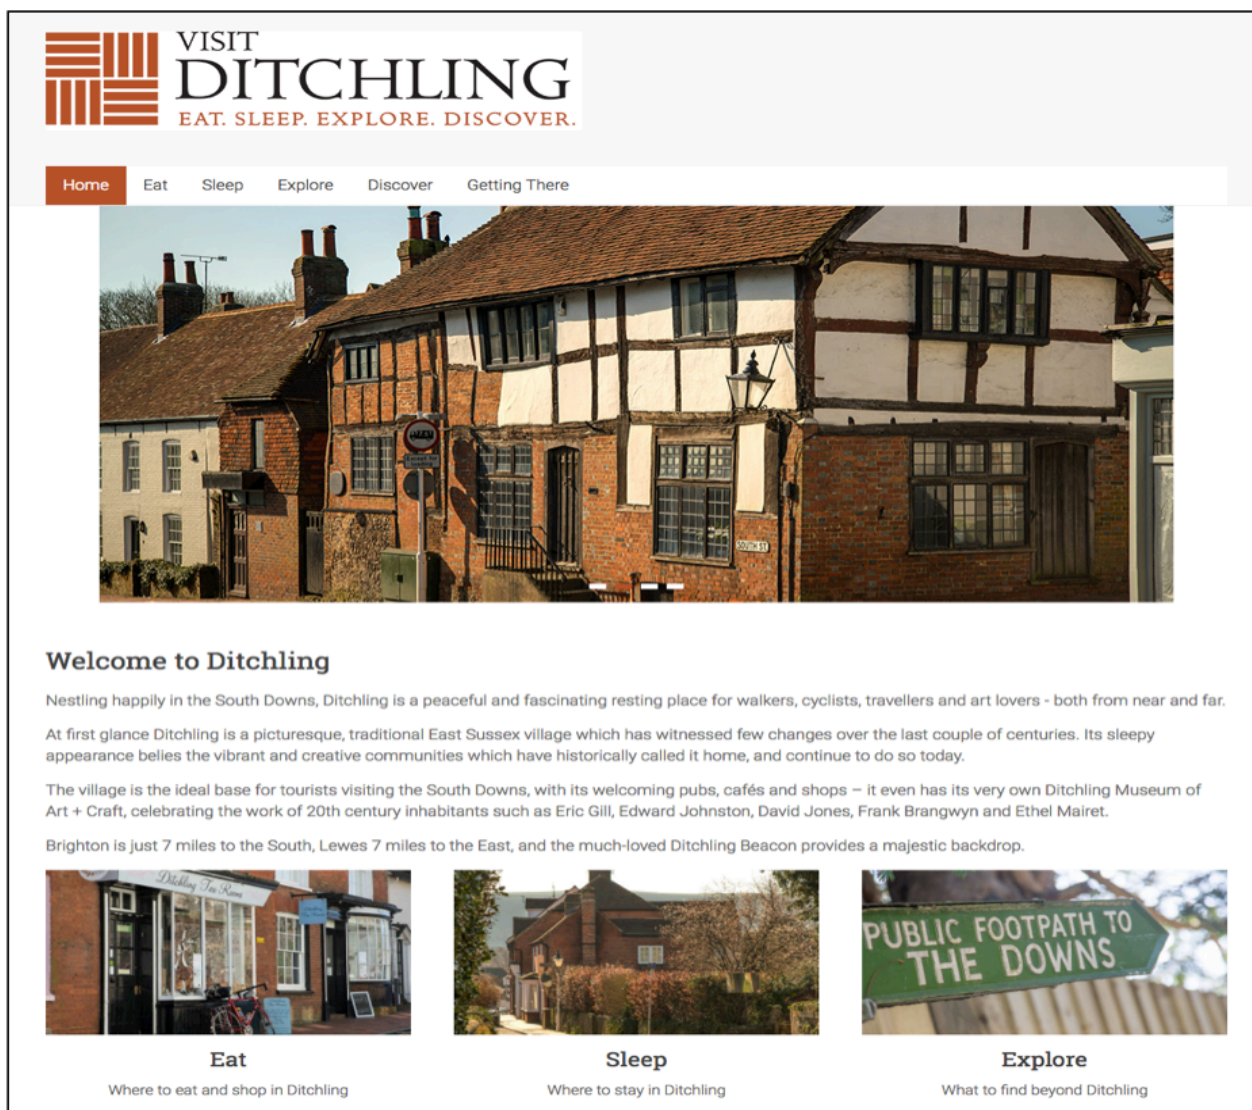 VISIT
DITCHLING
EAT. SLEEP. EXPLORE. DISCOVER.
Home Eat Sleep Explore Discover Getting There
SOUTH ST
Welcome to Ditchling
Nestling happily in the South Downs, Ditchling is a peaceful and fascinating resting place for walkers, cyclists, travellers and art lovers - both from near and far.
At first glance Ditchling is a picturesque, traditional East Sussex village which has witnessed few changes over the last couple of centuries. Its sleepy
appearance belies the vibrant and creative communities which have historically called it home, and continue to do so today.
The village is the ideal base for tourists visiting the South Downs, with its welcoming pubs, cafés and shops – it even has its very own Ditchling Museum of
Art + Craft, celebrating the work of 20th century inhabitants such as Eric Gill, Edward Johnston, David Jones, Frank Brangwyn and Ethel Mairet.
Brighton is just 7 miles to the South, Lewes 7 miles to the East, and the much-loved Ditchling Beacon provides a majestic backdrop.
Ditchling Tea Rooms
PUBLIC FOOTPATH TO
THE DOWNS
Eat Sleep Explore
Where to eat and shop in Ditchling Where to stay in Ditchling What to find beyond Ditchling